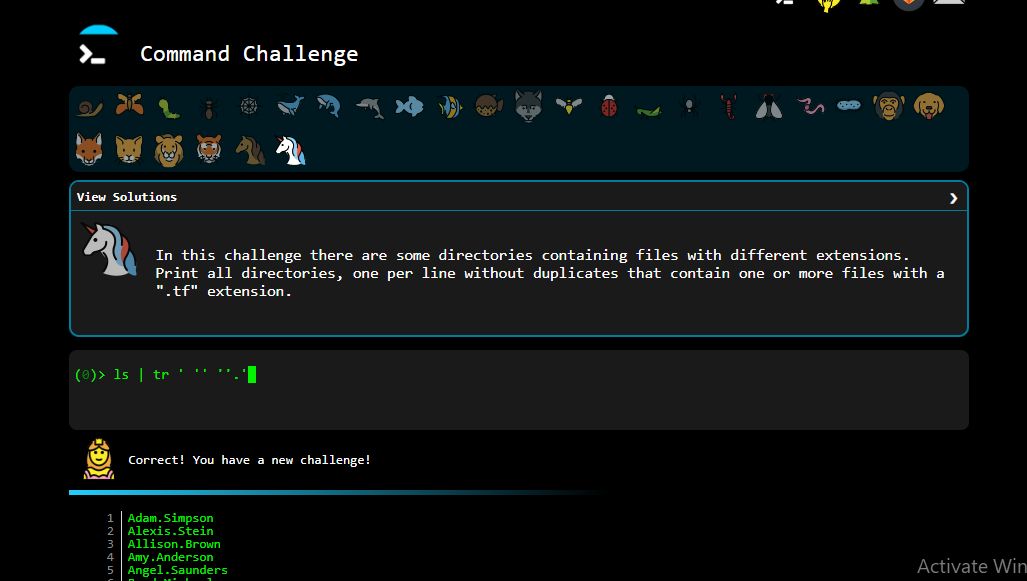 Command Challenge
View Solutions
In this challenge there are some directories containing files with different extensions.
Print all directories, one per line without duplicates that contain one or more files with a
".tf" extension.
(0)> ls | tr ' '' ''.'
Correct! You have a new challenge!
1 Adam.Simpson
2 Alexis.Stein
3 Allison.Brown
4 Amy.Anderson
5 Angel.Saunders
Activate Win